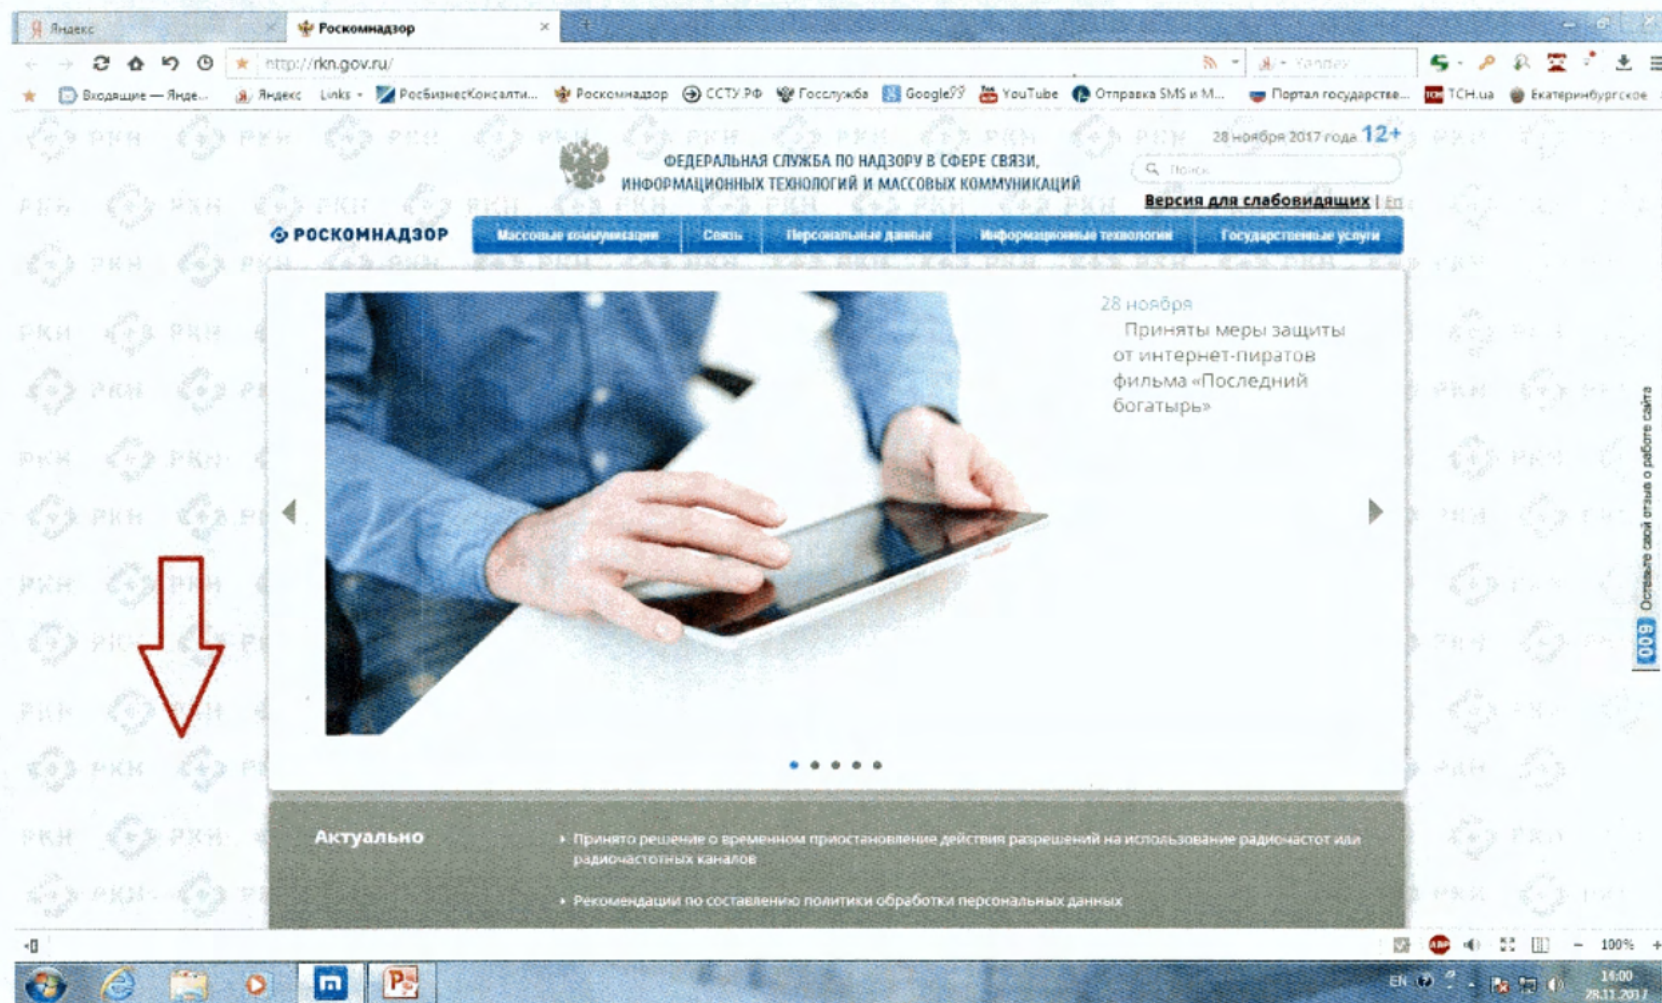 Яндекс
Роскомнадзор
http://rkn.gov.ru/
Yandex
Входящие — Янде...
Яндекс
Links
РосбизнесКонсалти...
Роскомнадзор
ССТУ.РФ
Госслужба
Google
YouTube
Отправка SMS и M...
Портал государстве...
ТСН.ua
Екатеринбургское
28 ноября 2017 года 12+
ФЕДЕРАЛЬНАЯ СЛУЖБА ПО НАДЗОРУ В СФЕРЕ СВЯЗИ,
ИНФОРМАЦИОННЫХ ТЕХНОЛОГИЙ И МАССОВЫХ КОММУНИКАЦИЙ
Поиск
Версия для слабовидящих | En
РОСКОМНАДЗОР
Массовые коммуникации
Связь
Персональные данные
Информационные технологии
Государственные услуги
28 ноября
Приняты меры защиты
от интернет-пиратов
фильма «Последний
богатырь»
Оставьте свой отзыв о работе сайта
Актуально
Принято решение о временном приостановление действия разрешений на использование радиочастот или
радиочастотных каналов
Рекомендации по составлению политики обработки персональных данных
ABP
100%
EN
14:00
28.11.2017